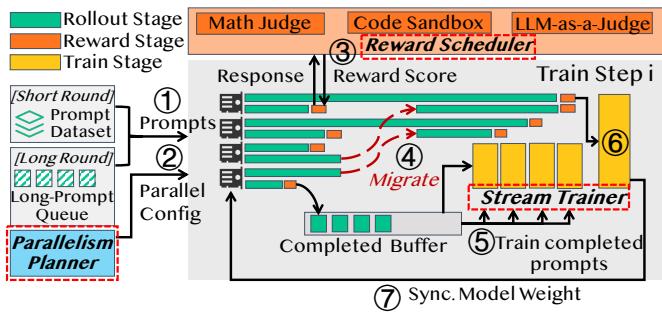 Rollout Stage
Reward Stage
Train Stage
Math Judge
Code Sandbox
LLM-as-a-Judge
Reward Scheduler
③
Response
Reward Score
Train Step i
[Short Round]
Prompt
Dataset
①
Prompts
[Long Round]
Long-Prompt
Queue
②
Parallel
Config
Parallelism
Planner
④
Migrate
⑥
Stream Trainer
Completed Buffer
⑤Train completed
prompts
⑦ Sync. Model Weight